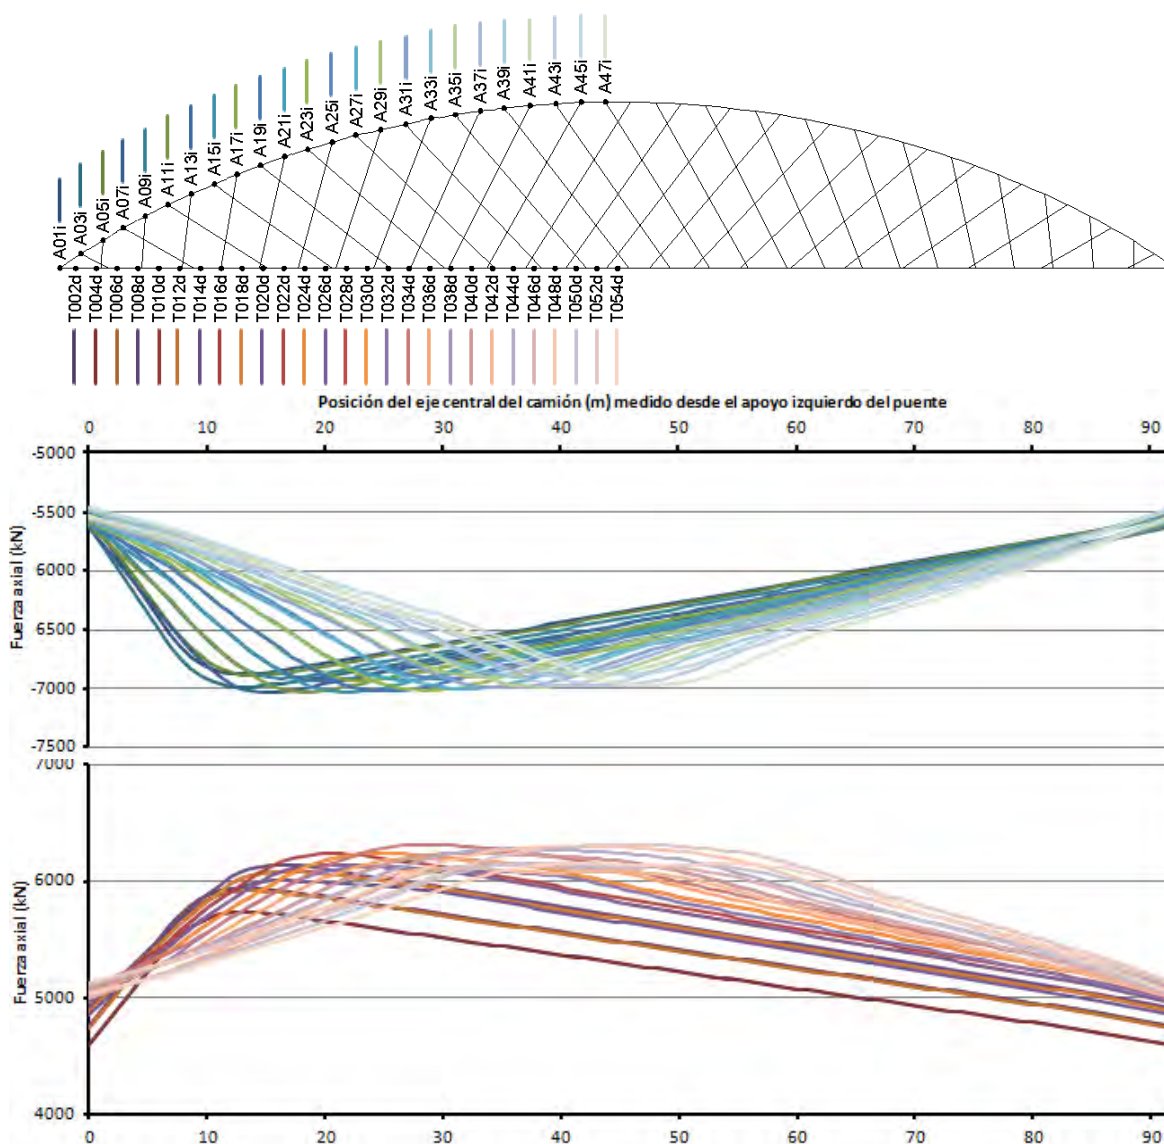 A01i
A03i
A05i
A07i
A09i
A11i
A13i
A15i
A17i
A19i
A21i
A23i
A25i
A27i
A29i
A31i
A33i
A35i
A37i
A39i
A41i
A43i
A45i
A47i
T002d
T004d
T006d
T008d
T010d
T012d
T014d
T016d
T018d
T020d
T022d
T024d
T026d
T028d
T030d
T032d
T034d
T036d
T038d
T040d
T042d
T044d
T046d
T048d
T050d
T052d
T054d
Posición del eje central del camión (m) medido desde el apoyo izquierdo del puente
0 10 20 30 40 50 60 70 80 90
-5000
-5500
6000
6500
-7000
-7500
Fuerza axial (kN)
7000
6000
5000
4000
Fuerza axial (kN)
0 10 20 30 40 50 60 70 80 90